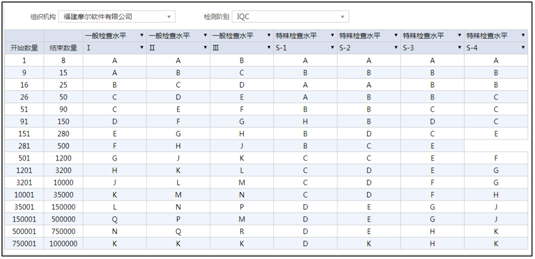 组织机构 福建摩尔软件有限公司 检测阶别 IQC
一般检查水平 一般检查水平 一般检查水平 特殊检查水平 特殊检查水平 特殊检查水平 特殊检查水平
开始数量 结束数量 Ⅰ Ⅱ Ⅲ S-1 S-2 S-3 S-4
1 8 A A B A A A A
9 15 A B C B B B B
16 25 B C D A A B B
26 50 C D E A B B C
51 90 C E F B B C C
91 150 D F G H B D C
151 280 E G H B D C E
281 500 F H J B C E
501 1200 G J K C C E F
1201 3200 H K L C D E G
3201 10000 J L M C D F G
10001 35000 K M N C D F H
35001 150000 L N P D E G J
150001 500000 Q P M D E G J
500001 750000 N Q R D E H K
750001 1000000 K K K D K H K